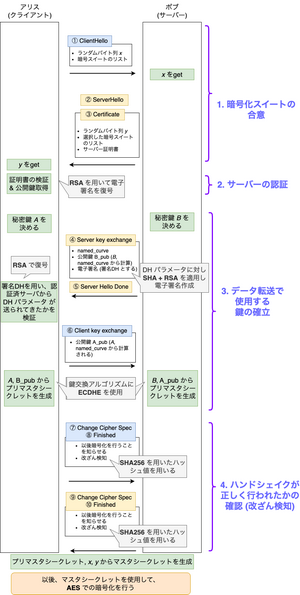 アリス
(クライアント)
ボブ
(サーバー)
① ClientHello
• ランダムバイト列 x
• 暗号スイートのリスト
x をget
② ServerHello
③ Certificate
• ランダムバイト列 y
• 選択した暗号スイート
のリスト
• サーバー証明書
1. 暗号化スイートの
合意
y をget
証明書の検証
& 公開鍵取得
RSA を用いて電子
署名を復号
2. サーバーの認証
秘密鍵 A を
決める
秘密鍵 B を
決める
④ Server key exchange
• named_curve
• 公開鍵 B_pub (B,
named_curve から計算)
• 電子署名 (署名DH とする)
RSA で復号
DH パラメータに対し
SHA + RSA を適用し
電子署名作成
⑤ Server Hello Done
署名DHを用い、認
証済サーバから
DH パラメータ が
送られてきたかを
検証
3. データ転送で
使用する
鍵の確立
⑥ Client key exchange
• 公開鍵 A_pub (A,
named_curve から計算
される)
A, B_pub から
プリマスタシーク
レットを生成
鍵交換アルゴリズムに
ECDHE を使用
B, A_pub から
プリマスタシーク
レットを生成
⑦ Change Cipher Spec
⑧ Finished
• 以後暗号化を行うこと
を知らせる
• 改ざん検知
SHA256 を用いたハッ
シュ値を用いる
⑨ Change Cipher Spec
⑩ Finished
• 以後暗号化を行うこと
を知らせる
• 改ざん検知
SHA256 を用いたハッ
シュ値を用いる
4. ハンドシェイクが
正しく行われたかの
確認 (改ざん検知)
プリマスタシークレット, x, y からマスタシークレットを生成
以後、マスタシークレットを使用して、
AES での暗号化を行う